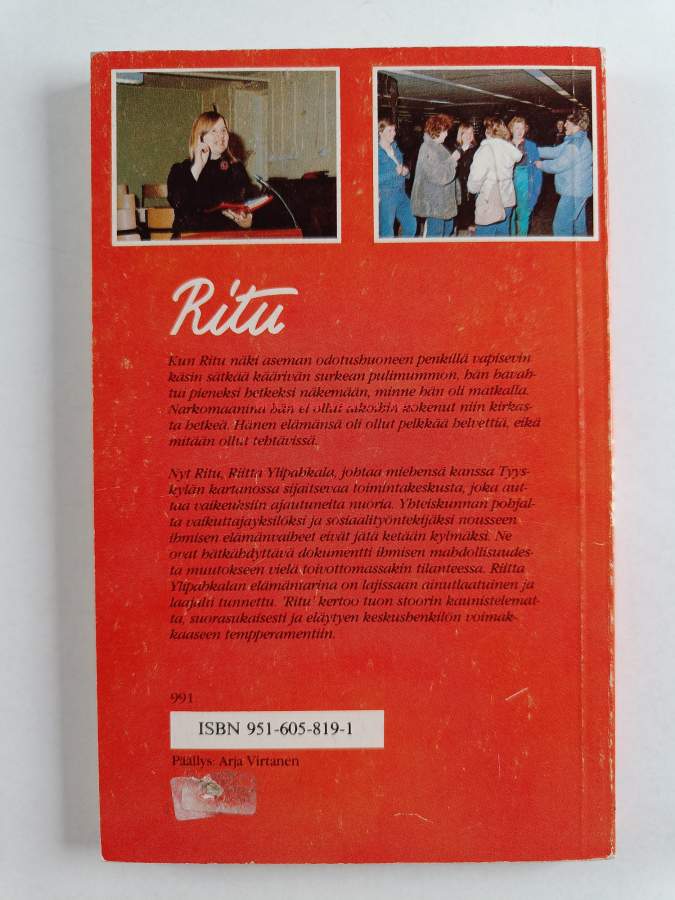 Ritu
Kun Ritu näki aseman odotushuoneen penkillä vapisevin
käsin sätkää käärivän surkean pulimummon, hän havah-
tui pieneksi hetkeksi näkemään, minne hän oli matkalla.
Narkomaanina hän ei ollut aikoihin kokenut niin kirkas-
ta hetkeä. Hänen elämänsä oli ollut pelkkää helvettiä, eikä
mitään ollut tehtävissä.
Nyt Ritu, Riitta Ylipahkala, johtaa miehensä kanssa Tyys-
kylän kartanossa sijaitsevaa toimintakeskusta, joka aut-
taa vaikeuksiin ajautuneita nuoria. Yhteiskunnan pohjal-
ta vaikuttajayksilöksi ja sosiaalityöntekijäksi nousseen
ihmisen elämänvaiheet eivät jätä ketään kylmäksi. Ne
ovat hätkähdyttävä dokumentti ihmisen mahdollisuudes-
ta muutokseen vielä toivottomassakin tilanteessa. Riitta
Ylipahkalan elämäntarina on lajissaan ainutlaatuinen ja
laajalti tunnettu. 'Ritu' kertoo tuon stoorin kaunistelemat-
ta, suorasukaisesti ja eläytyen keskushenkilön voimak-
kaaseen tempperamenttiin.
991
ISBN 951-605-819-1
Päällys: Arja Virtanen